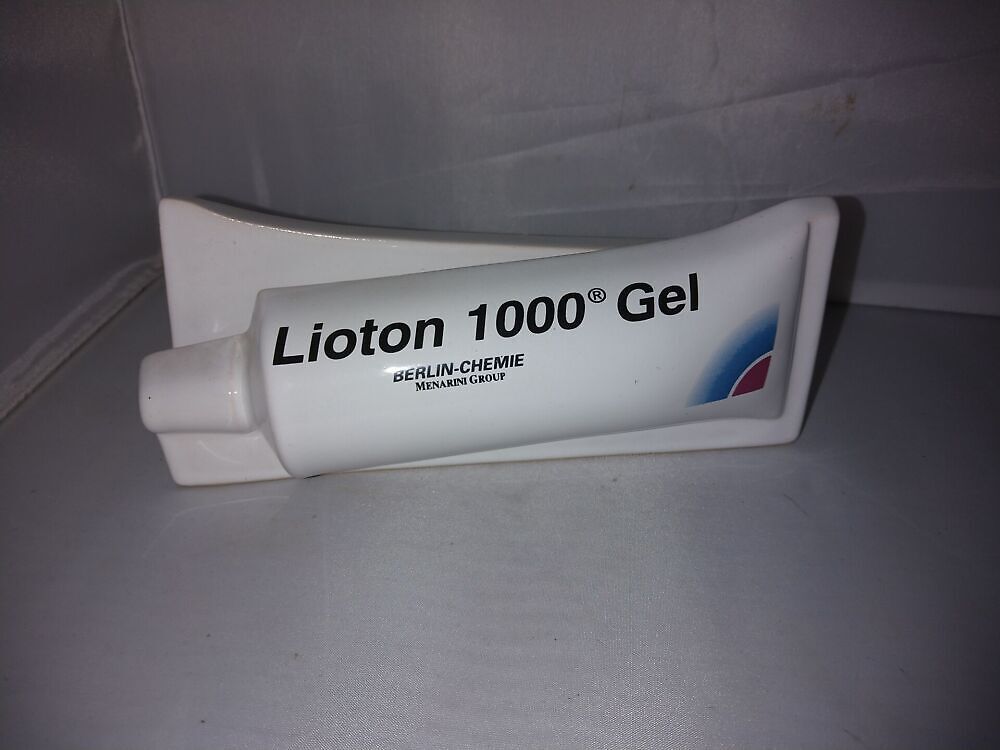 Lioton 1000® Gel
BERLIN-CHEMIE
MENARINI GROUP